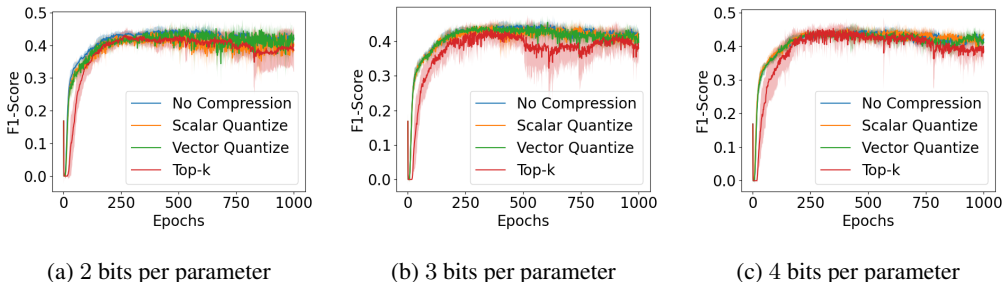 0.5
0.4
0.3
0.2
0.1
0.0
F1-Score
No Compression
Scalar Quantize
Vector Quantize
Top-k
0 250 500 750 1000
Epochs
(a) 2 bits per parameter
0.4
0.3
0.2
0.1
0.0
F1-Score
No Compression
Scalar Quantize
Vector Quantize
Top-k
0 250 500 750 1000
Epochs
(b) 3 bits per parameter
0.5
0.4
0.3
0.2
0.1
0.0
F1-Score
No Compression
Scalar Quantize
Vector Quantize
Top-k
0 250 500 750 1000
Epochs
(c) 4 bits per parameter